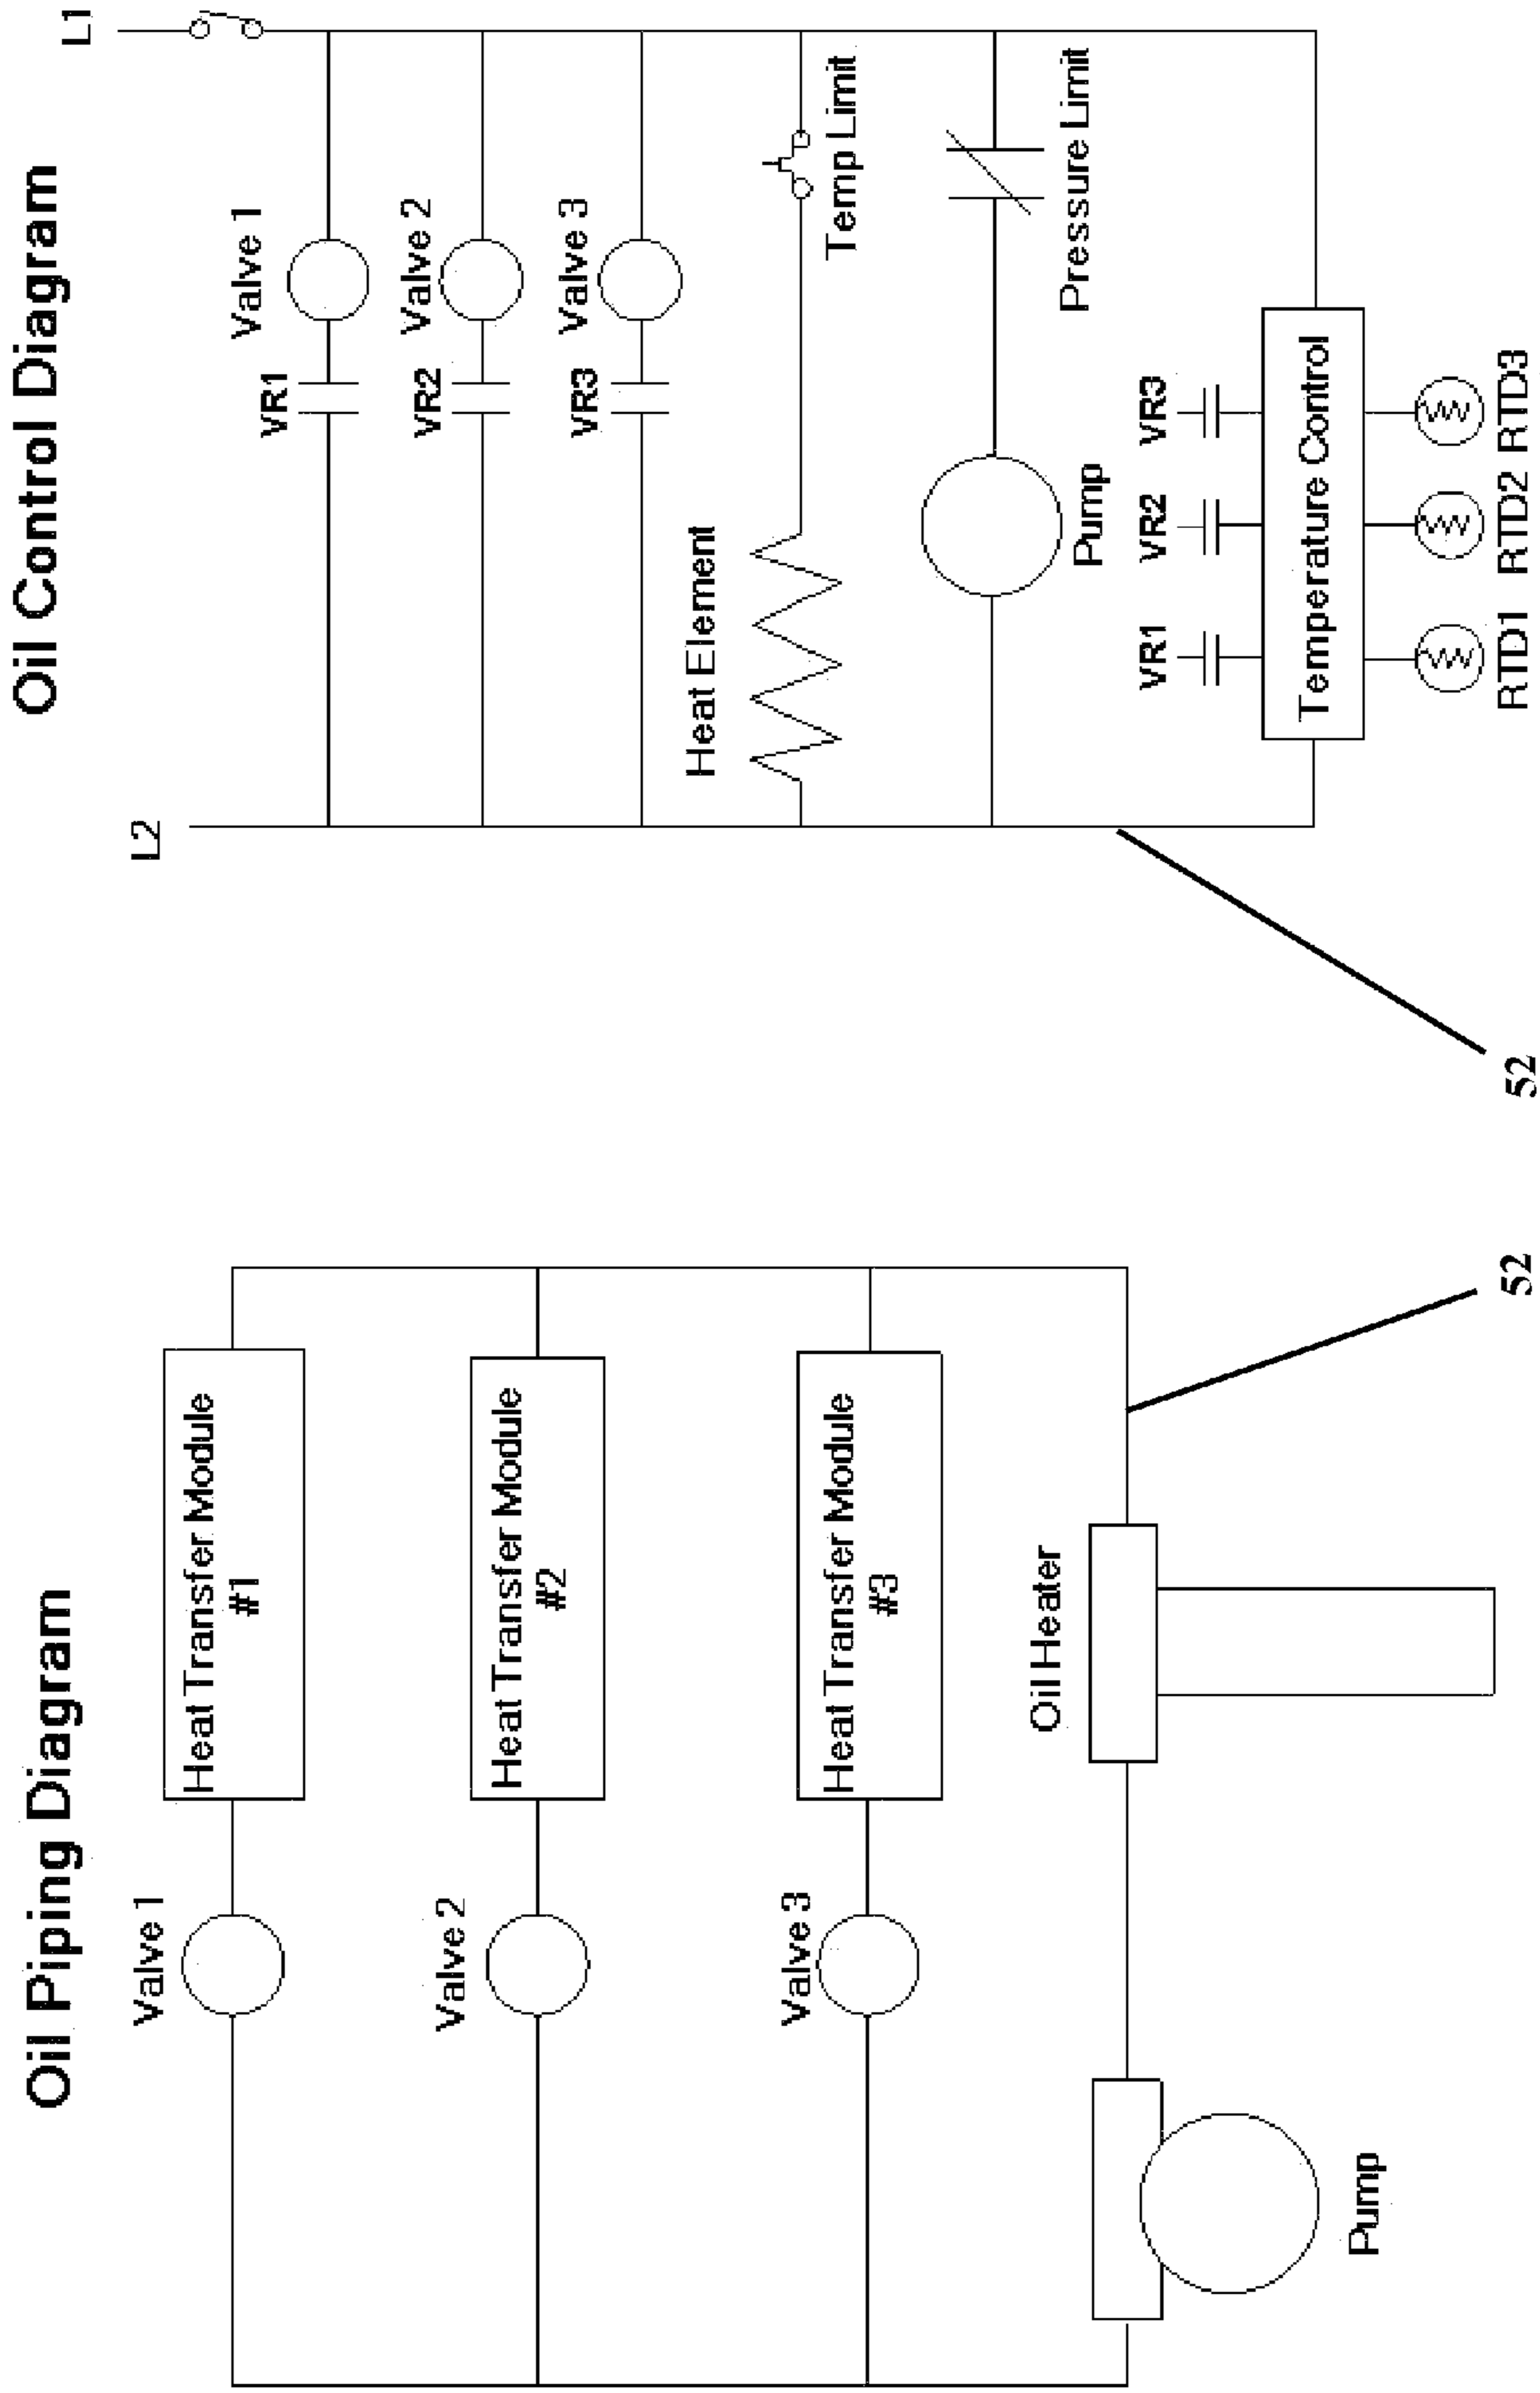 Oil Piping Diagram
Valve 1
Heat Transfer Module
#1
Valve 2
Heat Transfer Module
#2
Valve 3
Heat Transfer Module
#3
Oil Heater
Pump
52
Oil Control Diagram
L2
L1
VR1
Valve 1
VR2
Valve 2
VR3
Valve 3
Heat Element
Temp Limit
Pump
Pressure Limit
VR1
VR2
VR3
Temperature Control
RTD1
RTD2
RTD3
52